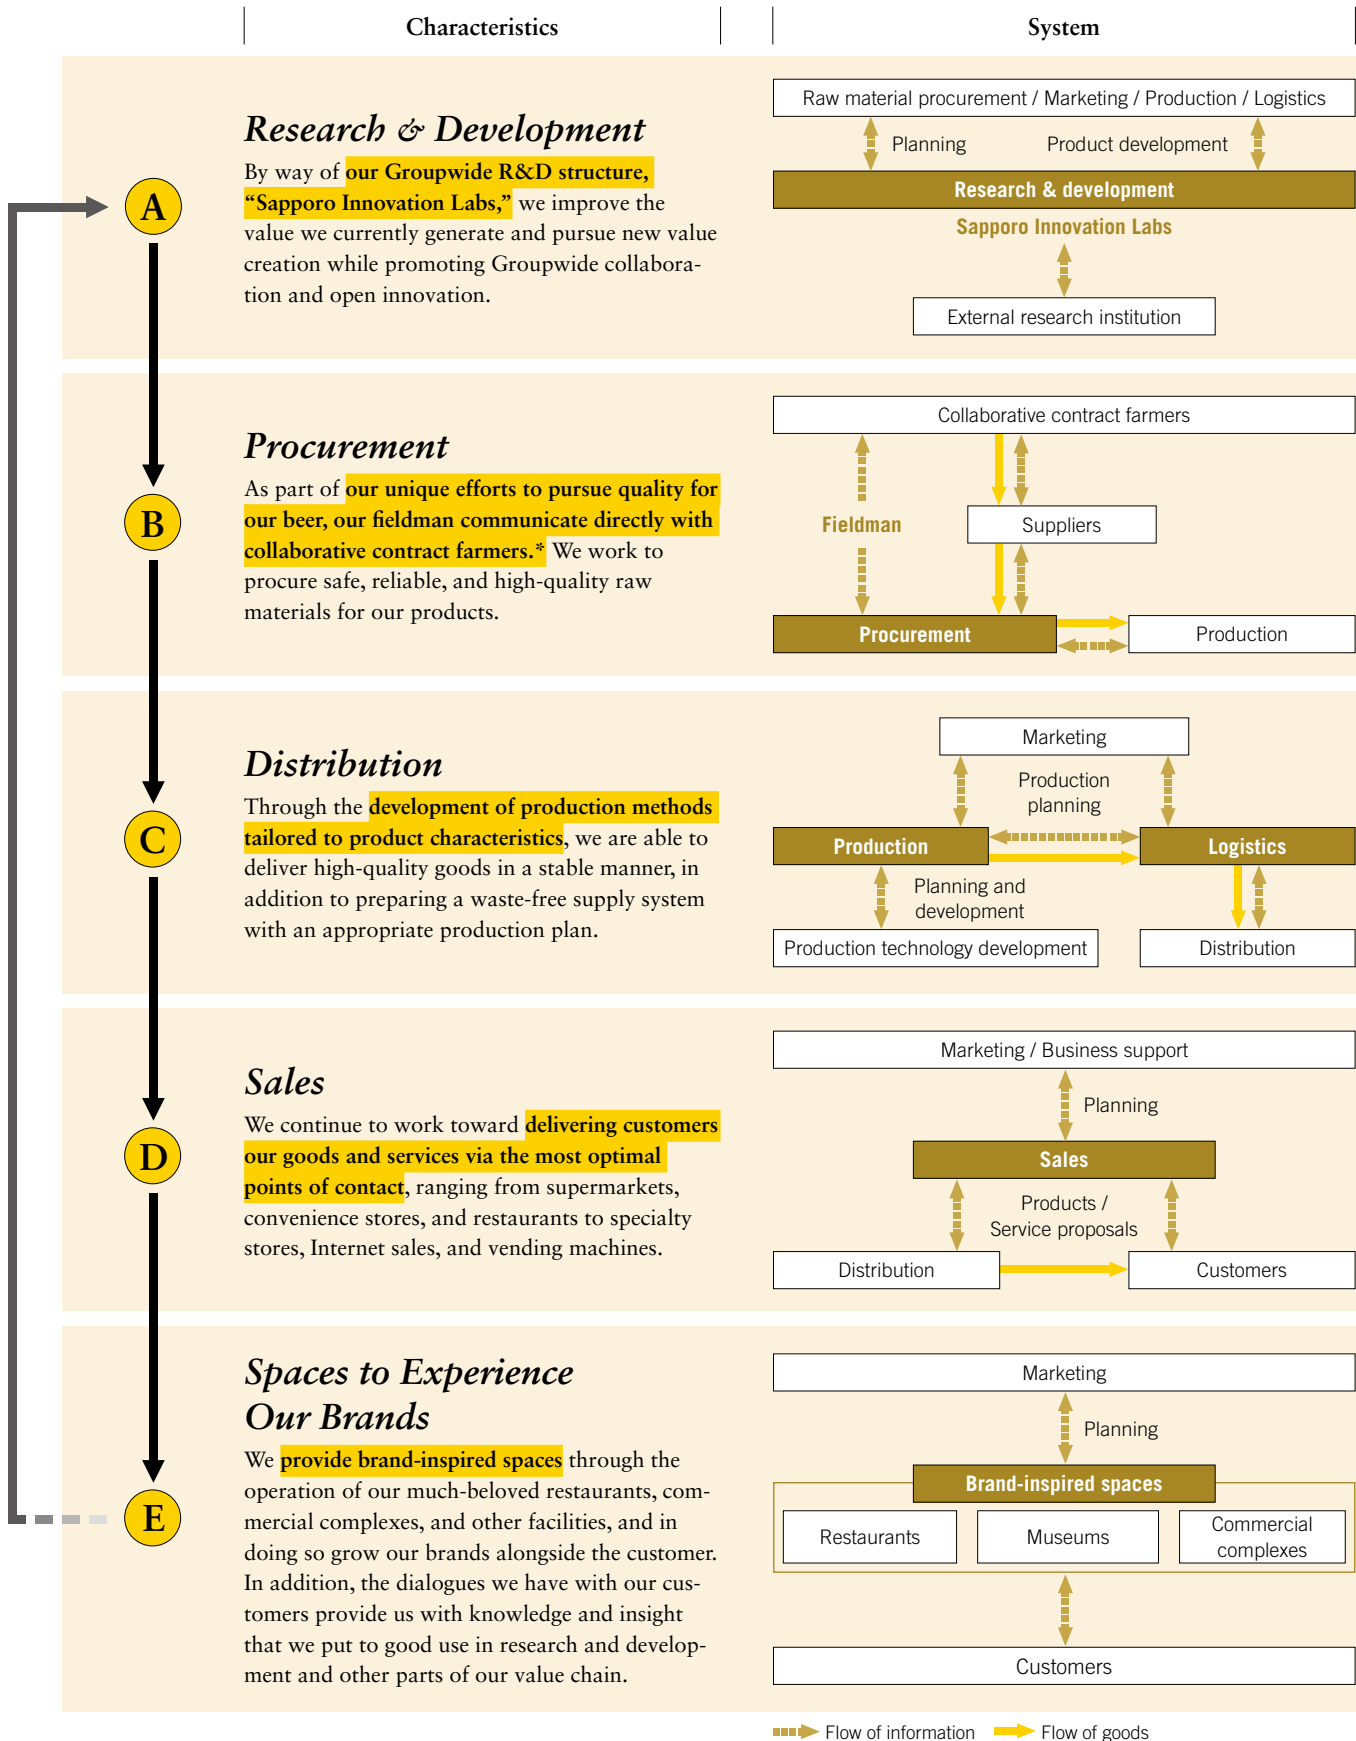 Characteristics
System
A
Research & Development
By way of our Groupwide R&D structure,
“Sapporo Innovation Labs,” we improve the
value we currently generate and pursue new value
creation while promoting Groupwide collabora-
tion and open innovation.
Raw material procurement / Marketing / Production / Logistics
Planning
Product development
Research & development
Sapporo Innovation Labs
External research institution
B
Procurement
As part of our unique efforts to pursue quality for
our beer, our fieldman communicate directly with
collaborative contract farmers.* We work to
procure safe, reliable, and high-quality raw
materials for our products.
Collaborative contract farmers
Fieldman
Suppliers
Procurement
Production
C
Distribution
Through the development of production methods
tailored to product characteristics, we are able to
deliver high-quality goods in a stable manner, in
addition to preparing a waste-free supply system
with an appropriate production plan.
Marketing
Production
planning
Production
Logistics
Planning and
development
Production technology development
Distribution
D
Sales
We continue to work toward delivering customers
our goods and services via the most optimal
points of contact, ranging from supermarkets,
convenience stores, and restaurants to specialty
stores, Internet sales, and vending machines.
Marketing / Business support
Planning
Sales
Products /
Service proposals
Distribution
Customers
E
Spaces to Experience
Our Brands
We provide brand-inspired spaces through the
operation of our much-beloved restaurants, com-
mercial complexes, and other facilities, and in
doing so grow our brands alongside the customer.
In addition, the dialogues we have with our cus-
tomers provide us with knowledge and insight
that we put to good use in research and develop-
ment and other parts of our value chain.
Marketing
Planning
Brand-inspired spaces
Restaurants
Museums
Commercial
complexes
Customers
Flow of information
Flow of goods